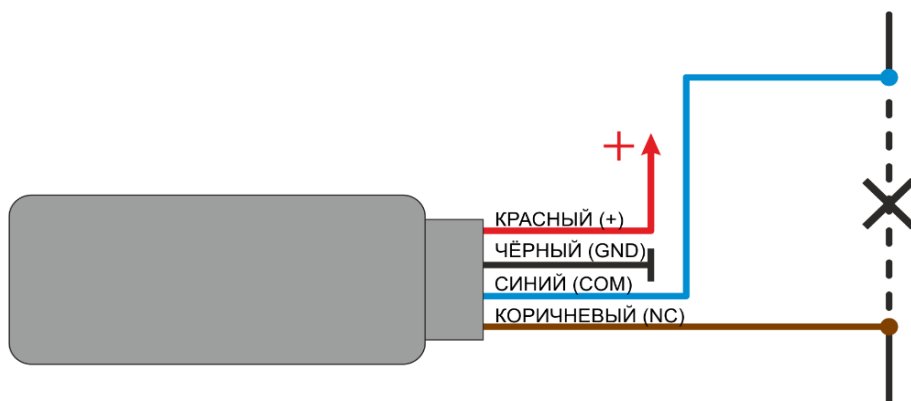 +
КРАСНЫЙ (+)
ЧЁРНЫЙ (GND)
СИНИЙ (COM)
КОРИЧНЕВЫЙ (NC)